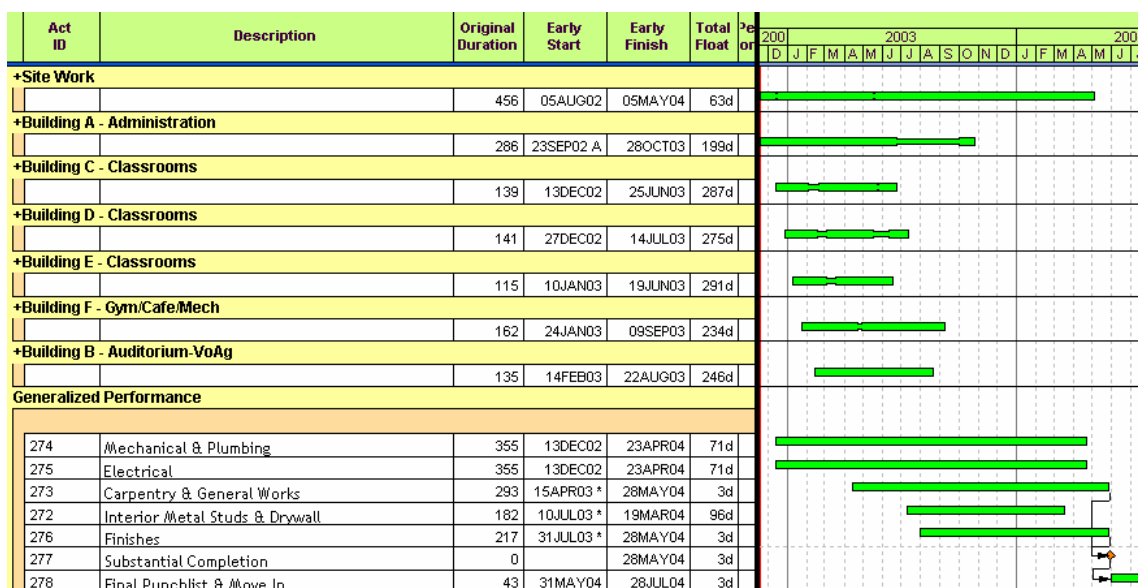 Act ID Description Original Duration Early Start Early Finish Total Float 200 2003 200
D J F M A M J J A S O N D J F M A M J
+Site Work
456 05AUG02 05MAY04 63d
+Building A - Administration
286 23SEP02 A 28OCT03 199d
+Building C - Classrooms
139 13DEC02 25JUN03 287d
+Building D - Classrooms
141 27DEC02 14JUL03 275d
+Building E - Classrooms
115 10JAN03 19JUN03 291d
+Building F - Gym/Cafe/Mech
162 24JAN03 09SEP03 234d
+Building B - Auditorium-VoAg
135 14FEB03 22AUG03 246d
Generalized Performance
274 Mechanical & Plumbing 355 13DEC02 23APR04 71d
275 Electrical 355 13DEC02 23APR04 71d
273 Carpentry & General Works 293 15APR03 * 28MAY04 3d
272 Interior Metal Studs & Drywall 182 10JUL03 * 19MAR04 96d
276 Finishes 217 31JUL03 * 28MAY04 3d
277 Substantial Completion 0 28MAY04 3d
278 Final Punchlist & Move In 43 31MAY04 28JUL04 3d